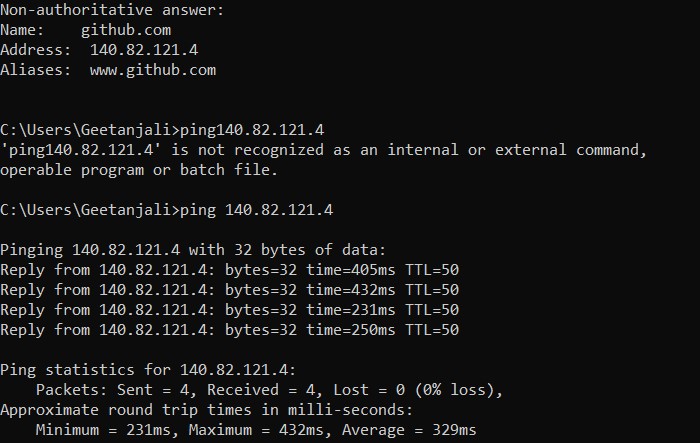 Non-authoritative answer:
Name:    github.com
Address:  140.82.121.4
Aliases:  www.github.com
C:\Users\Geetanjali>ping140.82.121.4
'ping140.82.121.4' is not recognized as an internal or external command,
operable program or batch file.
C:\Users\Geetanjali>ping 140.82.121.4
Pinging 140.82.121.4 with 32 bytes of data:
Reply from 140.82.121.4: bytes=32 time=405ms TTL=50
Reply from 140.82.121.4: bytes=32 time=432ms TTL=50
Reply from 140.82.121.4: bytes=32 time=231ms TTL=50
Reply from 140.82.121.4: bytes=32 time=250ms TTL=50
Ping statistics for 140.82.121.4:
    Packets: Sent = 4, Received = 4, Lost = 0 (0% loss),
Approximate round trip times in milli-seconds:
    Minimum = 231ms, Maximum = 432ms, Average = 329ms